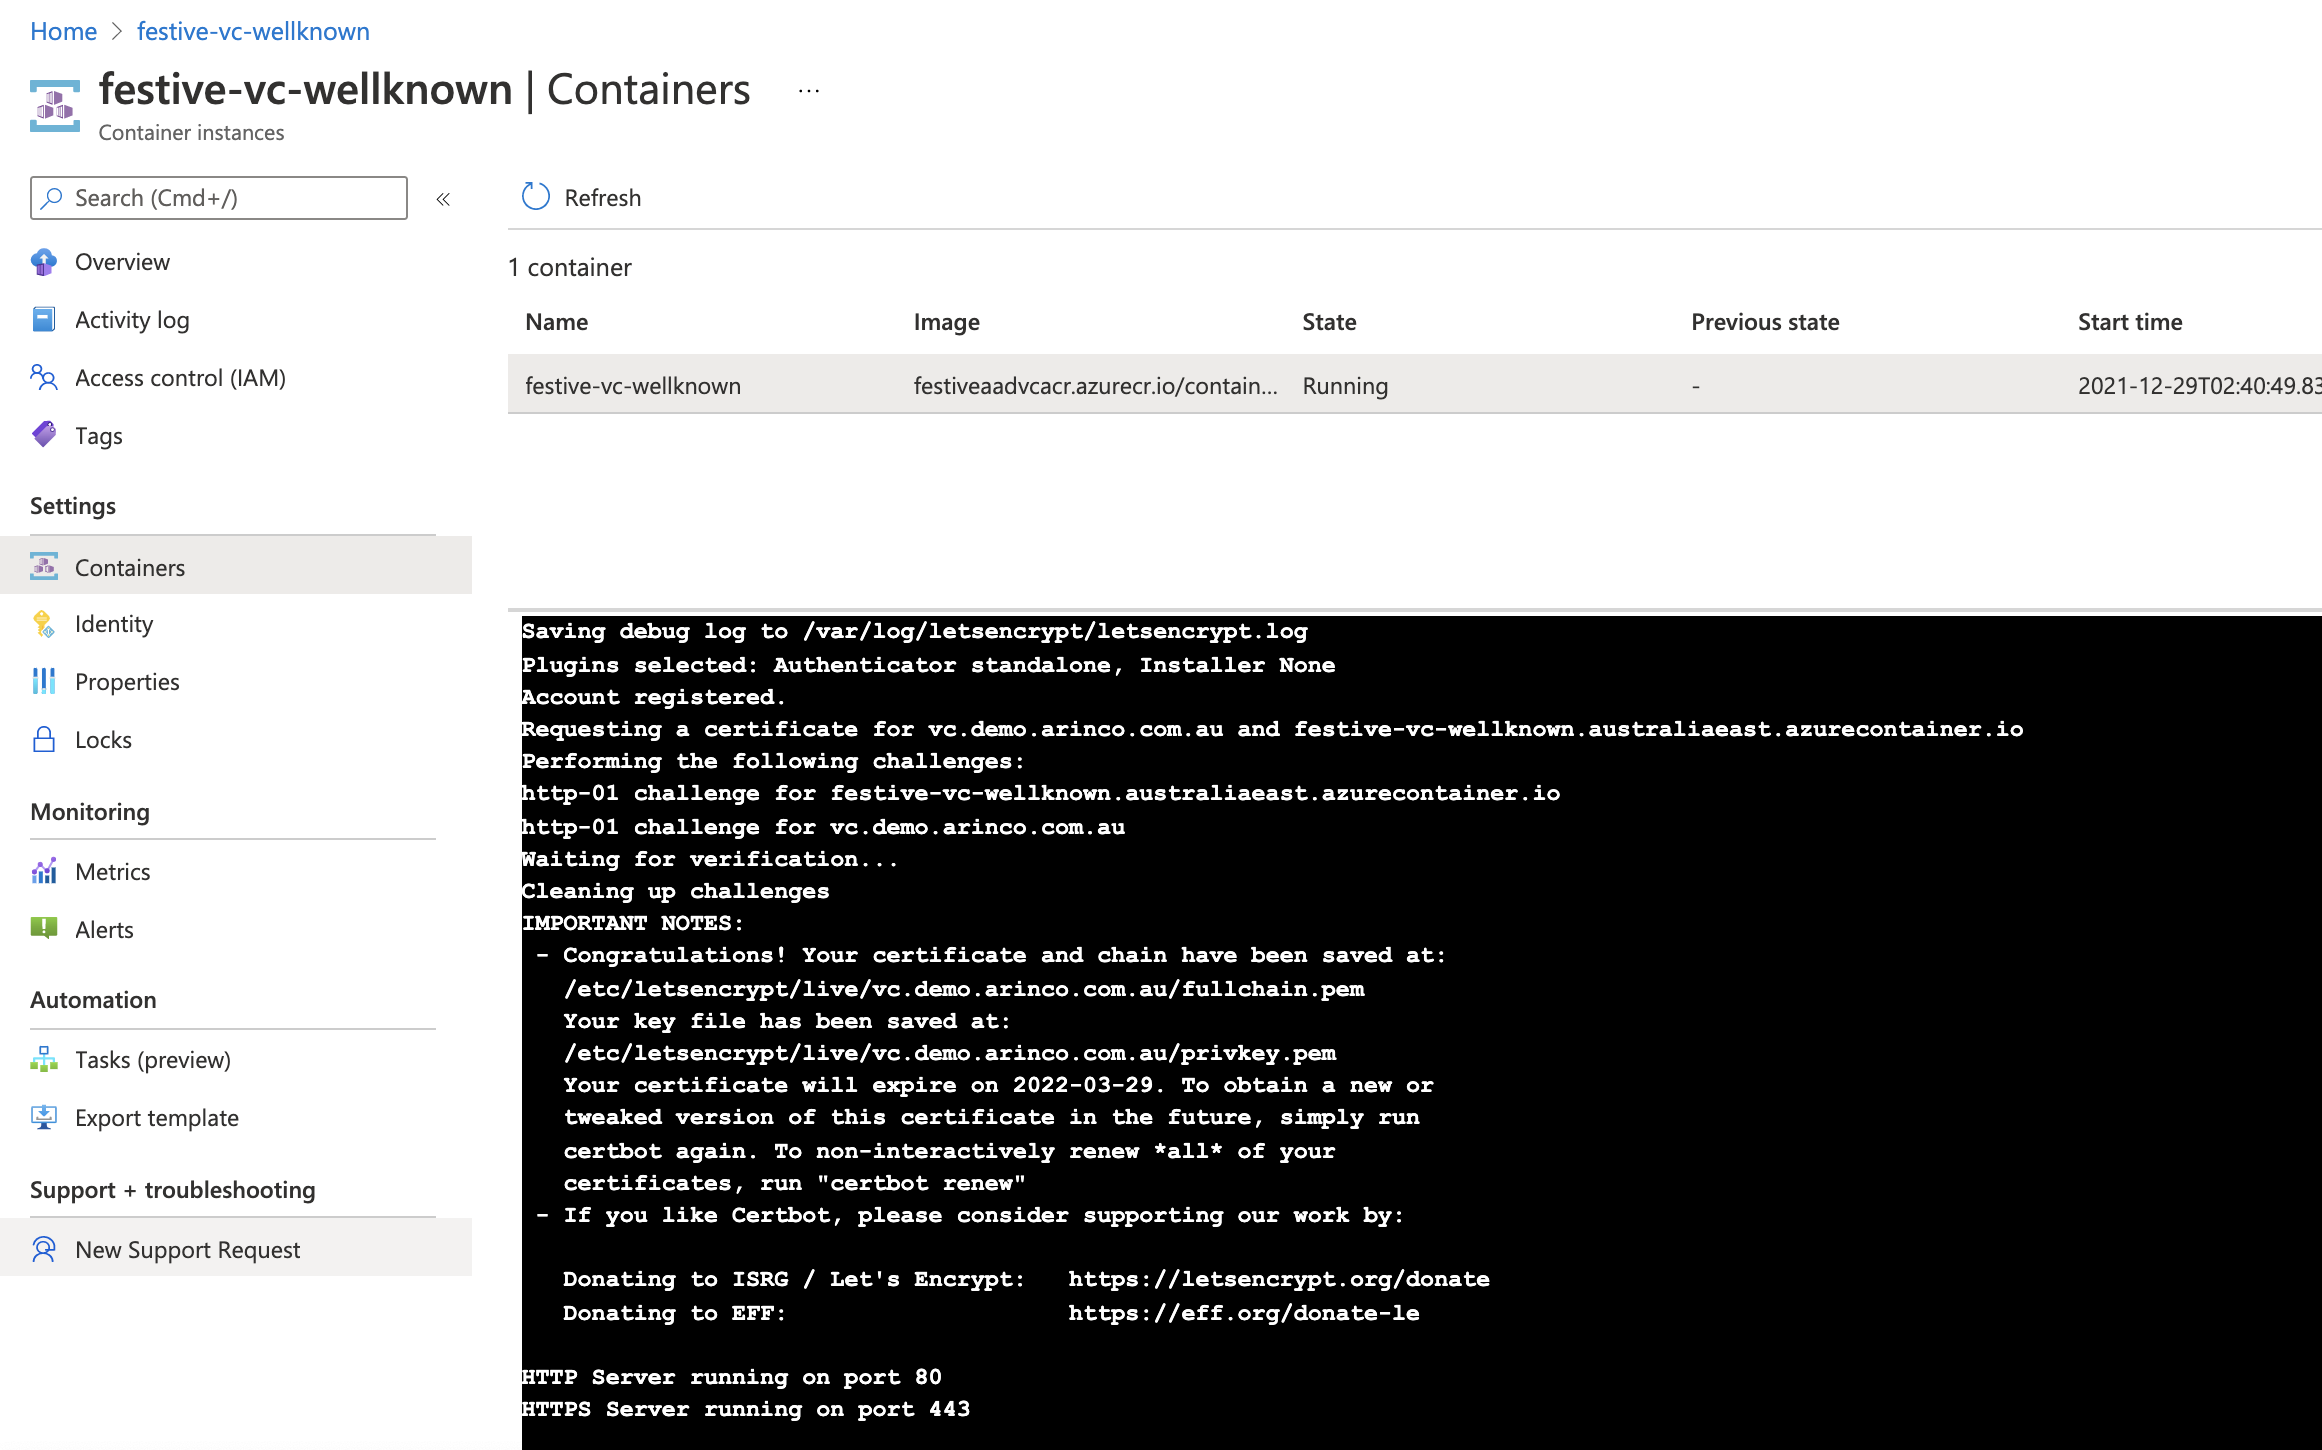 Home > festive-vc-wellknown
festive-vc-wellknown | Containers ...
Container instances
Search (Cmd+/) «
Overview
Activity log
Access control (IAM)
Tags
Settings
Containers
Identity
Properties
Locks
Monitoring
Metrics
Alerts
Automation
Tasks (preview)
Export template
Support + troubleshooting
New Support Request
Refresh
1 container
Name Image State Previous state Start time
festive-vc-wellknown festiveaadvcacr.azurecr.io/contain... Running - 2021-12-29T02:40:49.83
Saving debug log to /var/log/letsencrypt/letsencrypt.log
Plugins selected: Authenticator standalone, Installer None
Account registered.
Requesting a certificate for vc.demo.arinco.com.au and festive-vc-wellknown.australiaeast.azurecontainer.io
Performing the following challenges:
http-01 challenge for festive-vc-wellknown.australiaeast.azurecontainer.io
http-01 challenge for vc.demo.arinco.com.au
Waiting for verification...
Cleaning up challenges
IMPORTANT NOTES:
- Congratulations! Your certificate and chain have been saved at:
/etc/letsencrypt/live/vc.demo.arinco.com.au/fullchain.pem
Your key file has been saved at:
/etc/letsencrypt/live/vc.demo.arinco.com.au/privkey.pem
Your certificate will expire on 2022-03-29. To obtain a new or
tweaked version of this certificate in the future, simply run
certbot again. To non-interactively renew *all* of your
certificates, run "certbot renew"
- If you like Certbot, please consider supporting our work by:
Donating to ISRG / Let's Encrypt: https://letsencrypt.org/donate
Donating to EFF: https://eff.org/donate-le
HTTP Server running on port 80
HTTPS Server running on port 443